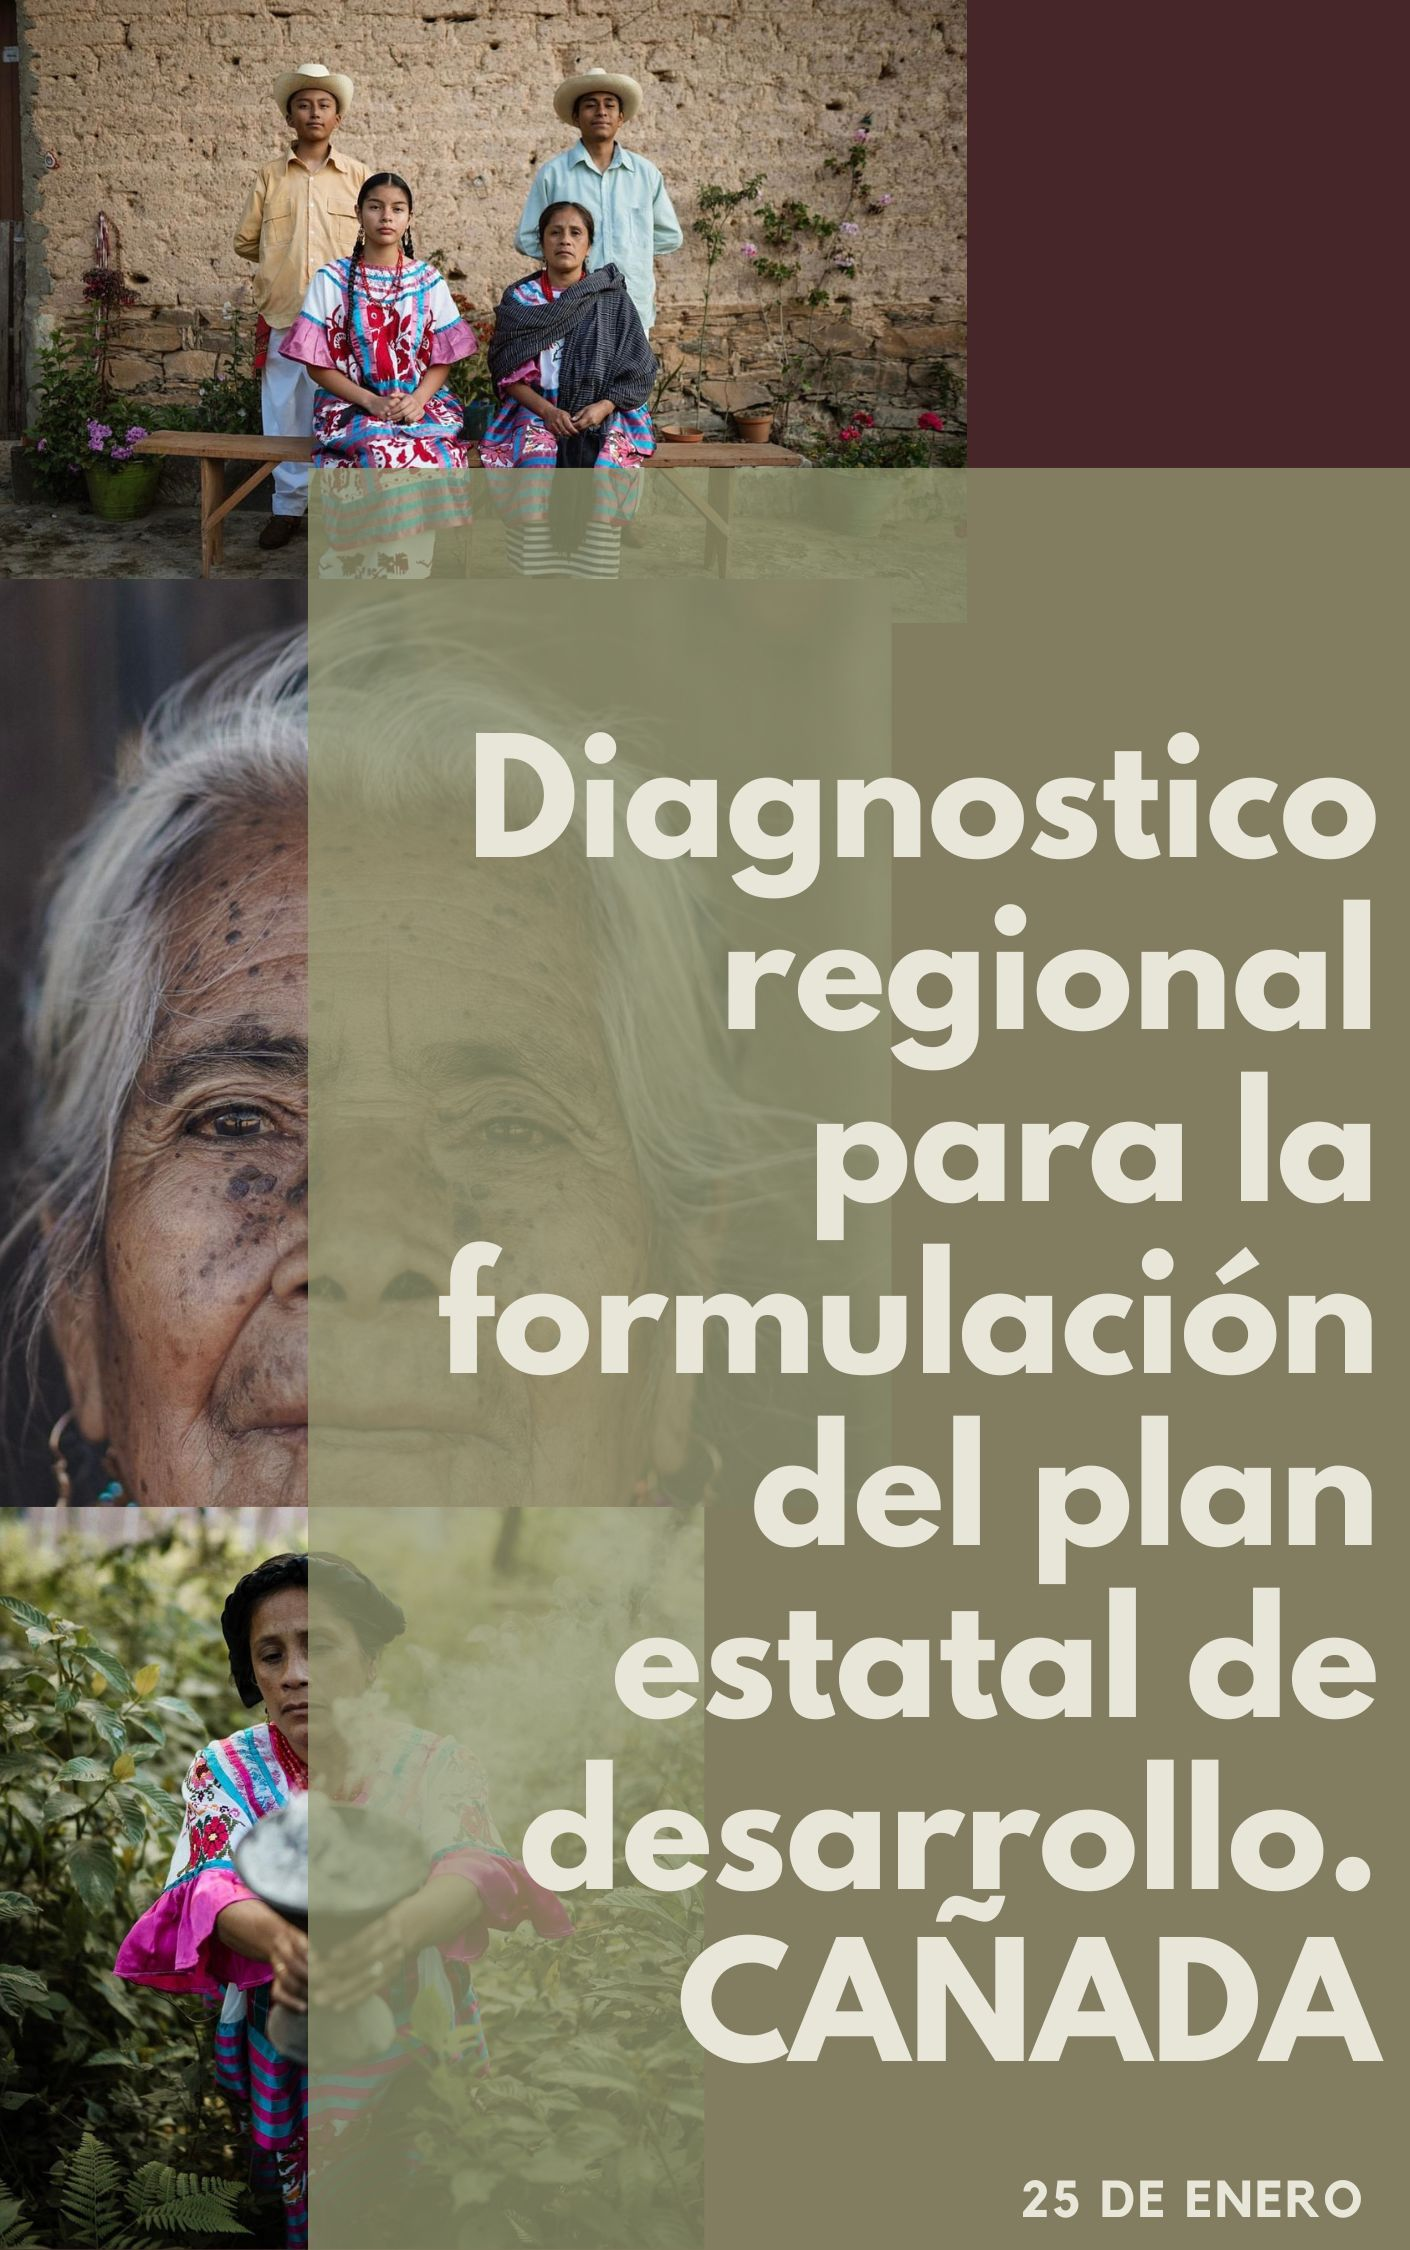 Diagnostico
regional
para la
formulación
del plan
estatal de
desarrollo.
CAÑADA
25 DE ENERO